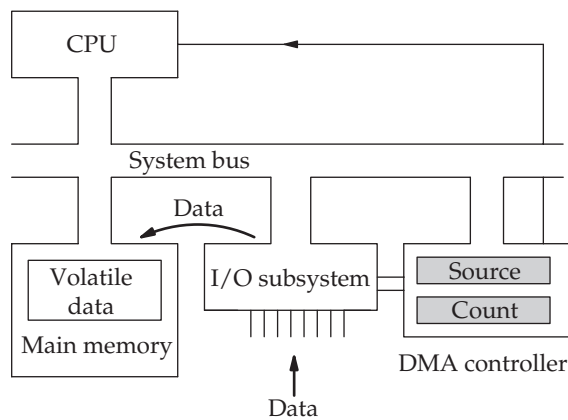 CPU
System bus
Data
Volatile
data
Main memory
I/O subsystem
Source
Count
DMA controller
Data